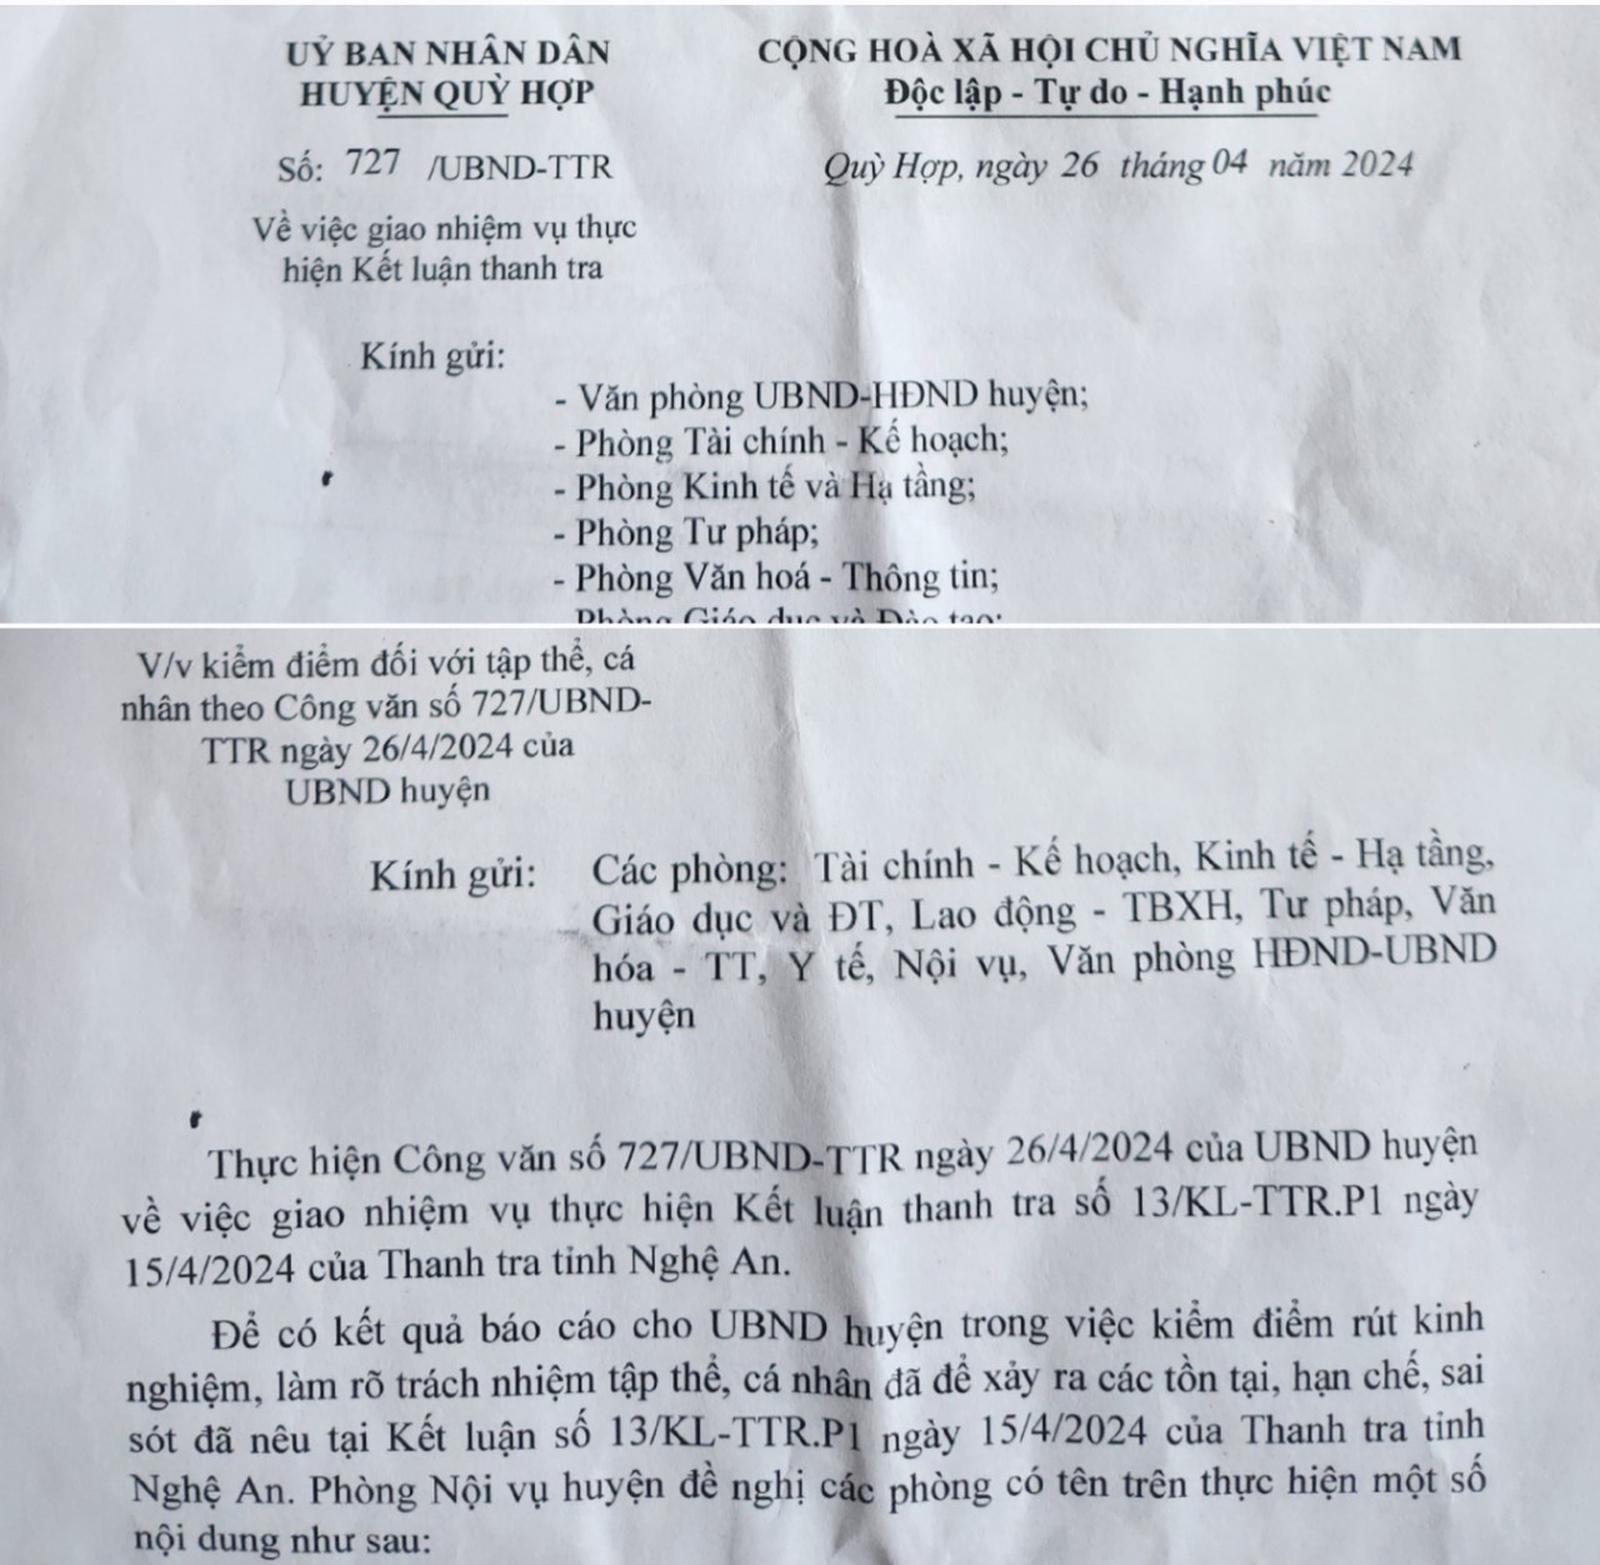 UỶ BAN NHÂN DÂN
HUYỆN QUỲ HỢP
CỘNG HOÀ XÃ HỘI CHỦ NGHĨA VIỆT NAM
Độc lập - Tự do - Hạnh phúc
Số: 727 /UBND-TTR
Quỳ Hợp, ngày 26 tháng 04 năm 2024
Về việc giao nhiệm vụ thực
hiện Kết luận thanh tra
Kính gửi:
- Văn phòng UBND-HĐND huyện;
- Phòng Tài chính - Kế hoạch;
- Phòng Kinh tế và Hạ tầng;
- Phòng Tư pháp;
- Phòng Văn hoá - Thông tin;
Phòng Giáo dục và Đào tạo;
V/v kiểm điểm đối với tập thể, cá
nhân theo Công văn số 727/UBND-
TTR ngày 26/4/2024 của
UBND huyện
Kính gửi: Các phòng: Tài chính - Kế hoạch, Kinh tế - Hạ tầng,
Giáo dục và ĐT, Lao động - TBXH, Tư pháp, Văn
hóa - TT, Y tế, Nội vụ, Văn phòng HĐND-UBND
huyện
Thực hiện Công văn số 727/UBND-TTR ngày 26/4/2024 của UBND huyện
về việc giao nhiệm vụ thực hiện Kết luận thanh tra số 13/KL-TTR.P1 ngày
15/4/2024 của Thanh tra tỉnh Nghệ An.
Để có kết quả báo cáo cho UBND huyện trong việc kiểm điểm rút kinh
nghiệm, làm rõ trách nhiệm tập thể, cá nhân đã để xảy ra các tồn tại, hạn chế, sai
sót đã nêu tại Kết luận số 13/KL-TTR.P1 ngày 15/4/2024 của Thanh tra tỉnh
Nghệ An. Phòng Nội vụ huyện đề nghị các phòng có tên trên thực hiện một số
nội dung như sau: